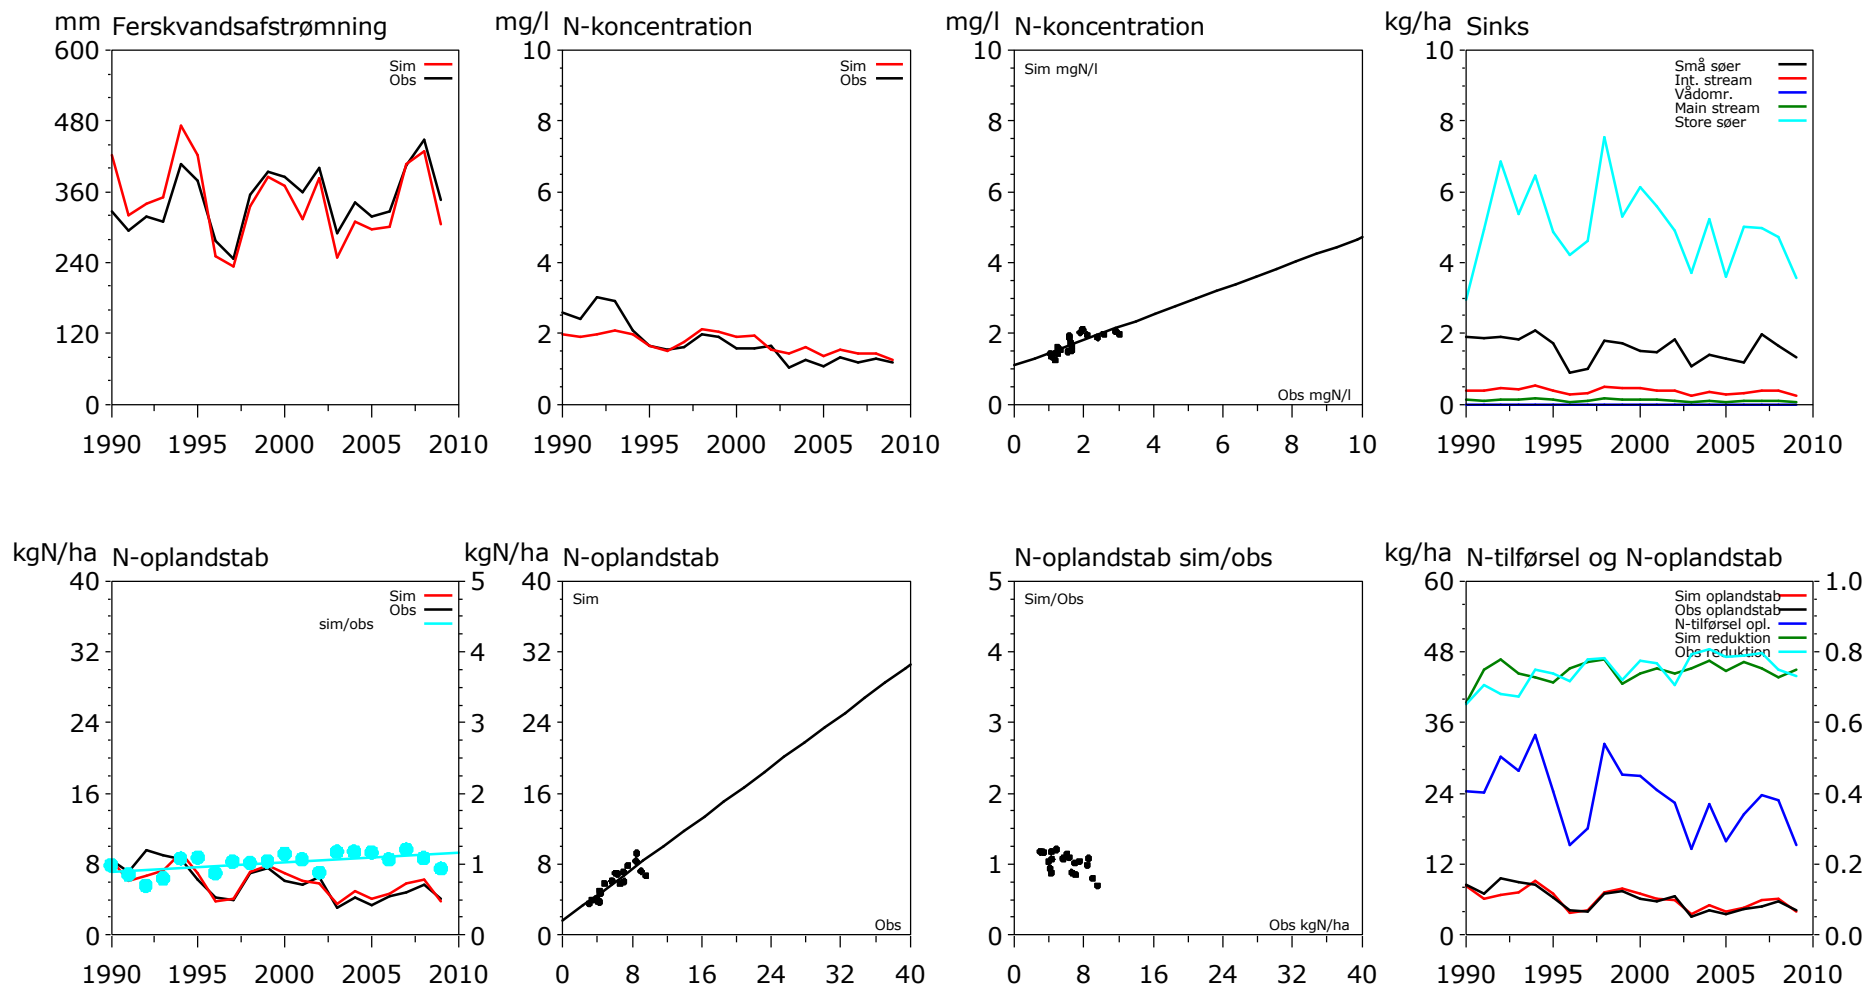 mm Ferskvandsafstrømning
600
480
360
240
120
0
Sim
Obs
1990 1995 2000 2005 2010
mg/l N-koncentration
10
8
6
4
2
0
Sim
Obs
1990 1995 2000 2005 2010
mg/l N-koncentration
10
8
6
4
2
0
Sim mgN/l
Obs mgN/l
0 2 4 6 8 10
kg/ha Sinks
10
8
6
4
2
0
Små søer
Int. stream
Vådomr.
Main stream
Store søer
1990 1995 2000 2005 2010
kgN/ha N-oplandstab
40
32
24
16
8
0
Sim
Obs
sim/obs
5
4
3
2
1
0
1990 1995 2000 2005 2010
kgN/ha N-oplandstab
40
32
24
16
8
0
Sim
Obs
0 8 16 24 32 40
N-oplandstab sim/obs
5
4
3
2
1
0
Sim/Obs
Obs kgN/ha
0 8 16 24 32 40
kg/ha N-tilførsel og N-oplandstab
60
48
36
24
12
0
Sim oplandstab
Obs oplandstab
N-tilførsel opl.
Sim reduktion
Obs reduktion
1.0
0.8
0.6
0.4
0.2
0.0
1990 1995 2000 2005 2010